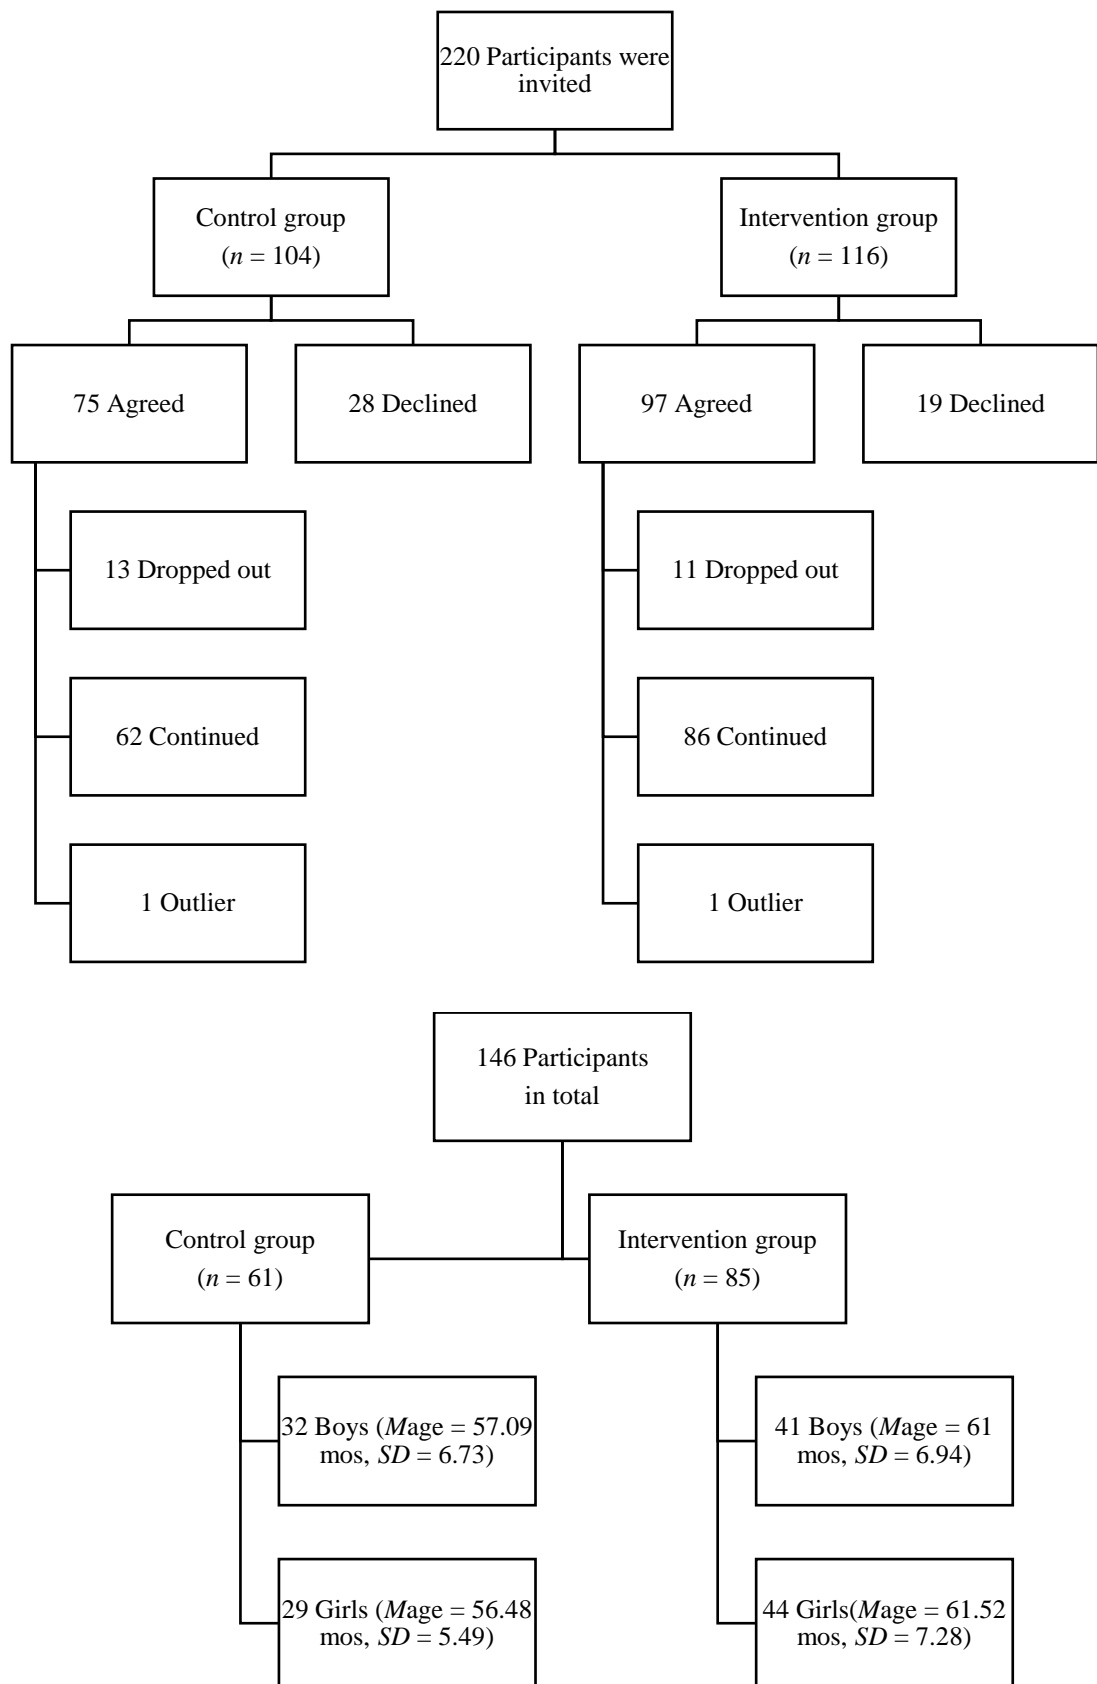 220 Participants were
invited
Control group
(n = 104)
Intervention group
(n = 116)
75 Agreed
28 Declined
97 Agreed
19 Declined
13 Dropped out
11 Dropped out
62 Continued
86 Continued
1 Outlier
1 Outlier
146 Participants
in total
Control group
(n = 61)
Intervention group
(n = 85)
32 Boys (Mage = 57.09
mos, SD = 6.73)
41 Boys (Mage = 61
mos, SD = 6.94)
29 Girls (Mage = 56.48
mos, SD = 5.49)
44 Girls(Mage = 61.52
mos, SD = 7.28)